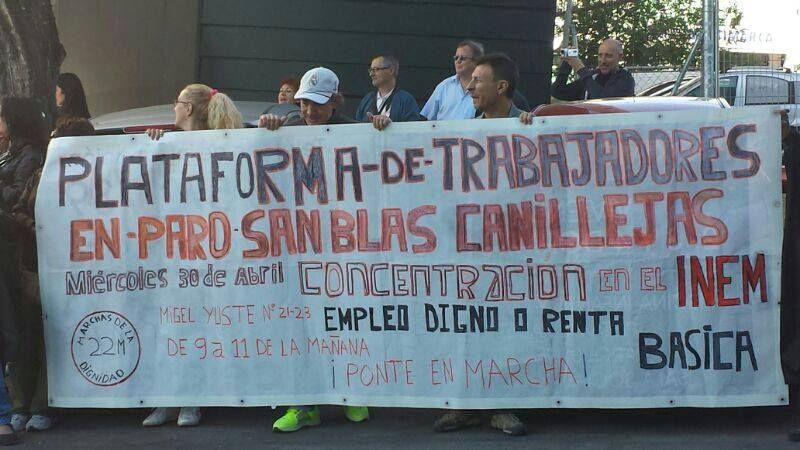 PLATAFORMA-DE-TRABAJADORES
EN-PARO-SAN BLAS CANILLEJAS
Miércoles 30 de Abril CONCENTRACION EN EL INEM
MIGEL YUSTE Nº 21-23 EMPLEO DIGNO O RENTA
DE 9 a 11 DE LA MAÑANA BASICA
¡PONTE EN MARCHA!
MARCHAS DE LA
22M
DIGNIDAD